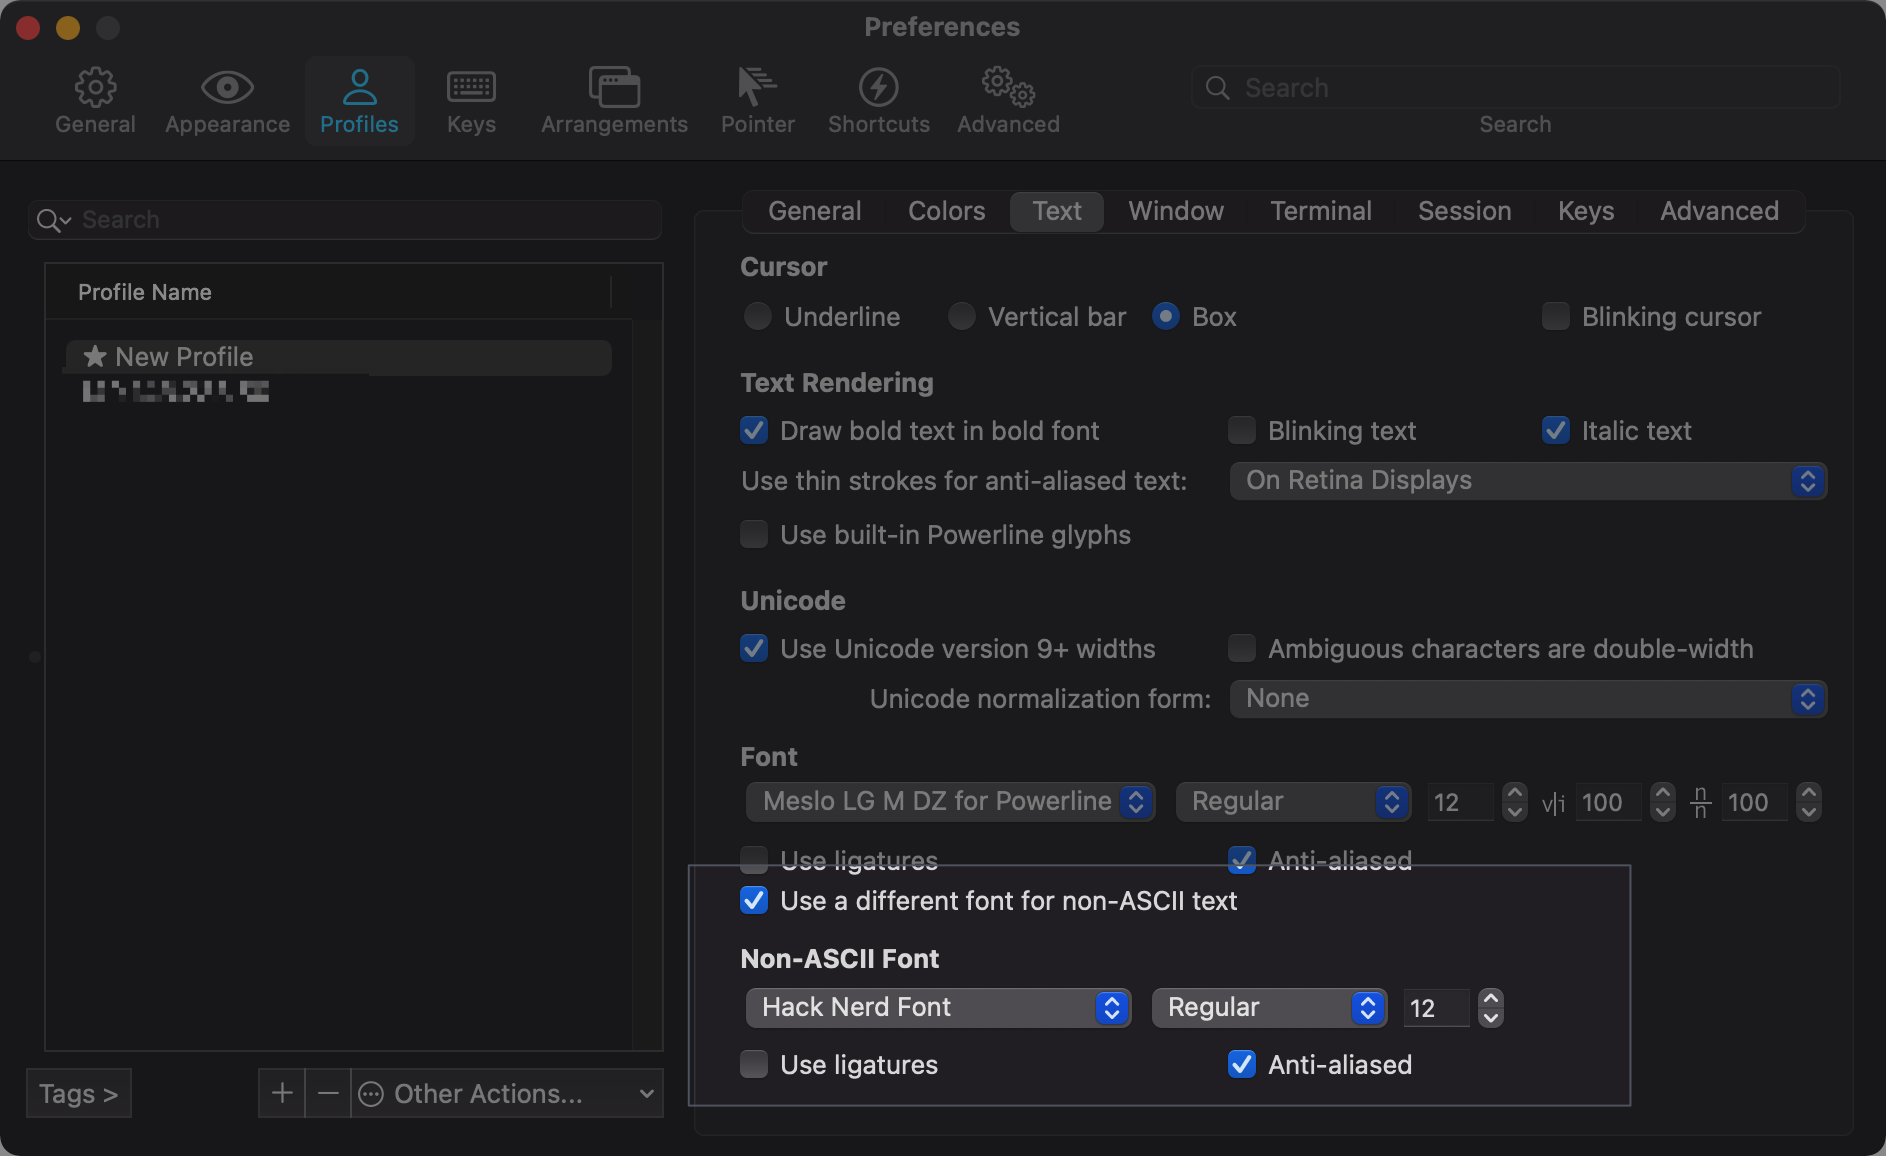 Preferences
General Appearance Profiles Keys Arrangements Pointer Shortcuts Advanced
Search
Search
Search
Profile Name
★ New Profile
General Colors Text Window Terminal Session Keys Advanced
Cursor
Underline Vertical bar Box Blinking cursor
Text Rendering
Draw bold text in bold font Blinking text Italic text
Use thin strokes for anti-aliased text: On Retina Displays
Use built-in Powerline glyphs
Unicode
Use Unicode version 9+ widths Ambiguous characters are double-width
Unicode normalization form: None
Font
Meslo LG M DZ for Powerline Regular 12 v|i 100 n/n 100
Use ligatures Anti-aliased
Use a different font for non-ASCII text
Non-ASCII Font
Hack Nerd Font Regular 12
Use ligatures Anti-aliased
Tags > + − Other Actions...